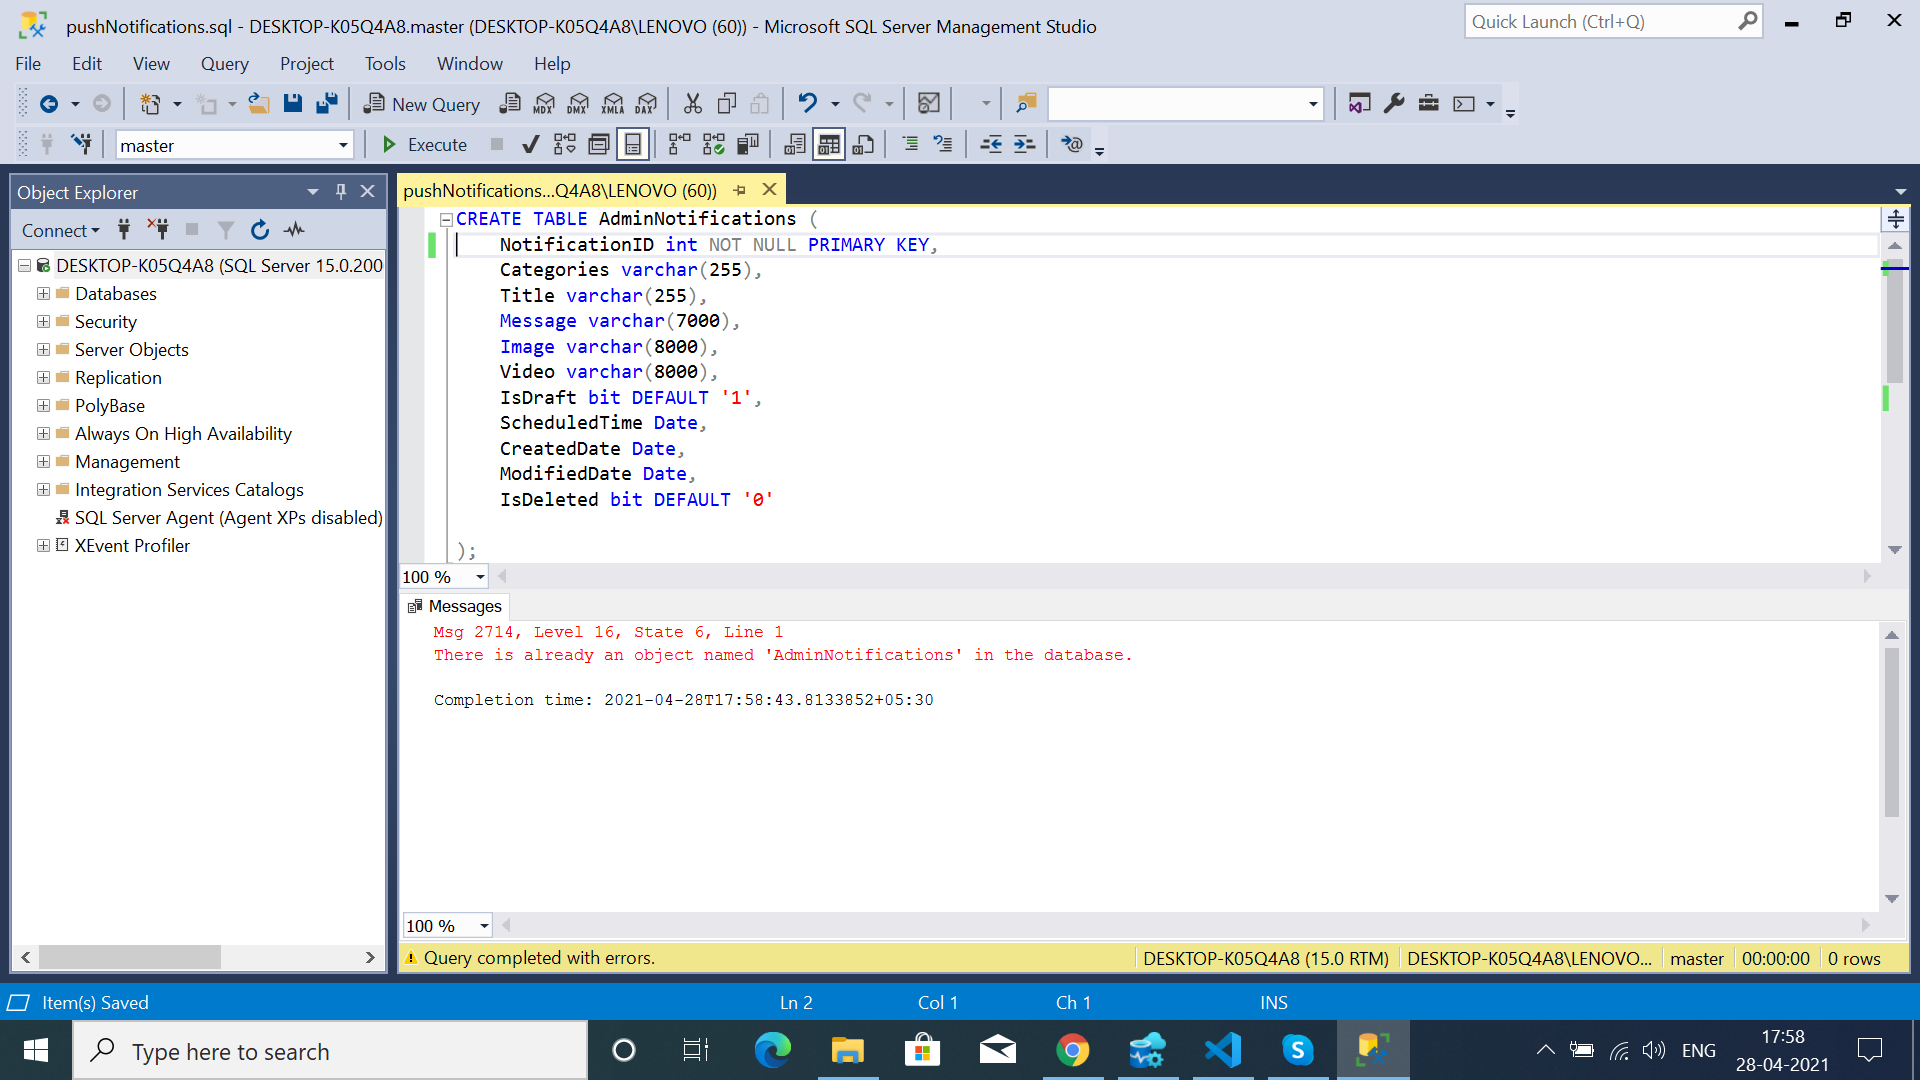 pushNotifications.sql - DESKTOP-K05Q4A8.master (DESKTOP-K05Q4A8\LENOVO (60)) - Microsoft SQL Server Management Studio
Quick Launch (Ctrl+Q)
File Edit View Query Project Tools Window Help
New Query MDX DMX XMLA DAX
master Execute
Object Explorer
pushNotifications...Q4A8\LENOVO (60))
Connect
DESKTOP-K05Q4A8 (SQL Server 15.0.200
Databases
Security
Server Objects
Replication
PolyBase
Always On High Availability
Management
Integration Services Catalogs
SQL Server Agent (Agent XPs disabled)
XEvent Profiler
CREATE TABLE AdminNotifications (
NotificationID int NOT NULL PRIMARY KEY,
Categories varchar(255),
Title varchar(255),
Message varchar(7000),
Image varchar(8000),
Video varchar(8000),
IsDraft bit DEFAULT '1',
ScheduledTime Date,
CreatedDate Date,
ModifiedDate Date,
IsDeleted bit DEFAULT '0'
);
100 %
Messages
Msg 2714, Level 16, State 6, Line 1
There is already an object named 'AdminNotifications' in the database.
Completion time: 2021-04-28T17:58:43.8133852+05:30
100 %
Query completed with errors.
DESKTOP-K05Q4A8 (15.0 RTM) DESKTOP-K05Q4A8\LENOVO... master 00:00:00 0 rows
Item(s) Saved Ln 2 Col 1 Ch 1 INS
Type here to search
ENG
17:58
28-04-2021